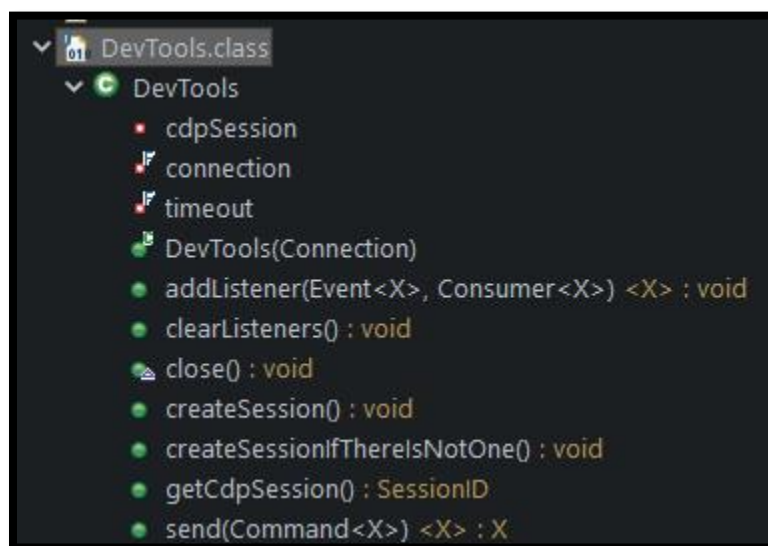 DevTools.class
DevTools
cdpSession
connection
timeout
DevTools(Connection)
addListener(Event<X>, Consumer<X>) <X> : void
clearListeners() : void
close() : void
createSession() : void
createSessionIfThereIsNotOne() : void
getCdpSession() : SessionID
send(Command<X>) <X> : X